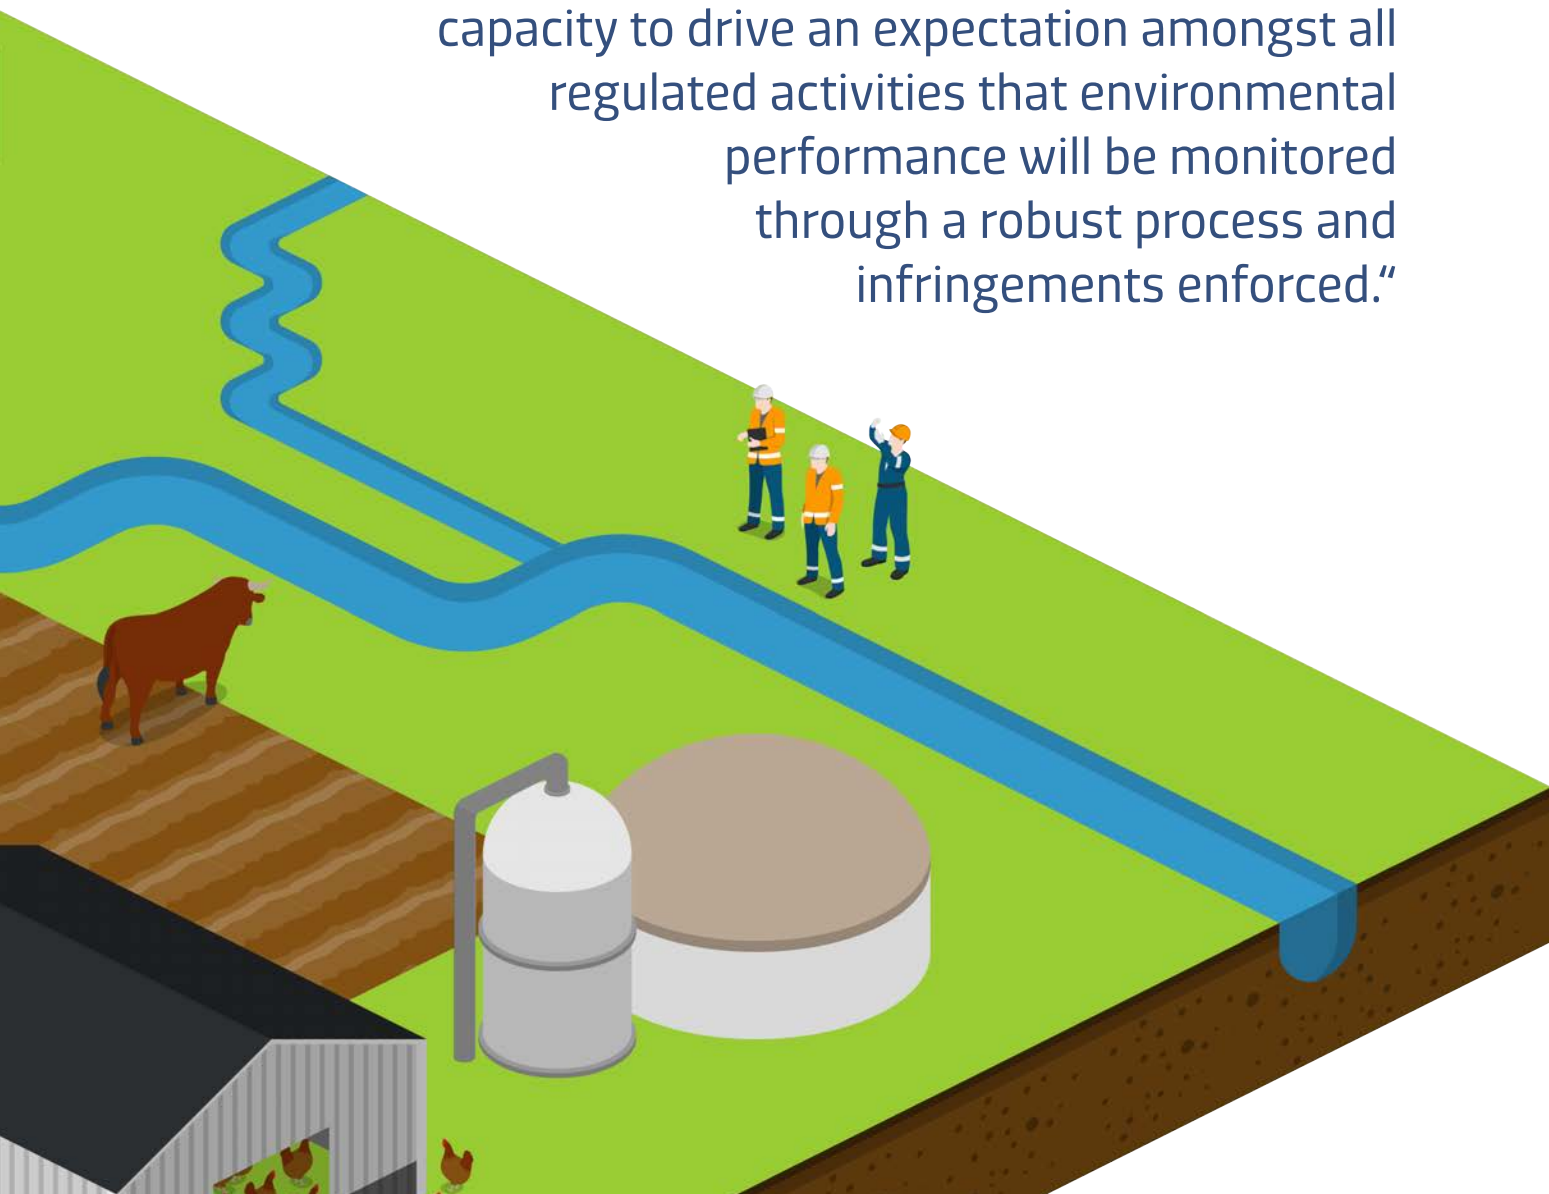 capacity to drive an expectation amongst all
regulated activities that environmental
performance will be monitored
through a robust process and
infringements enforced.“